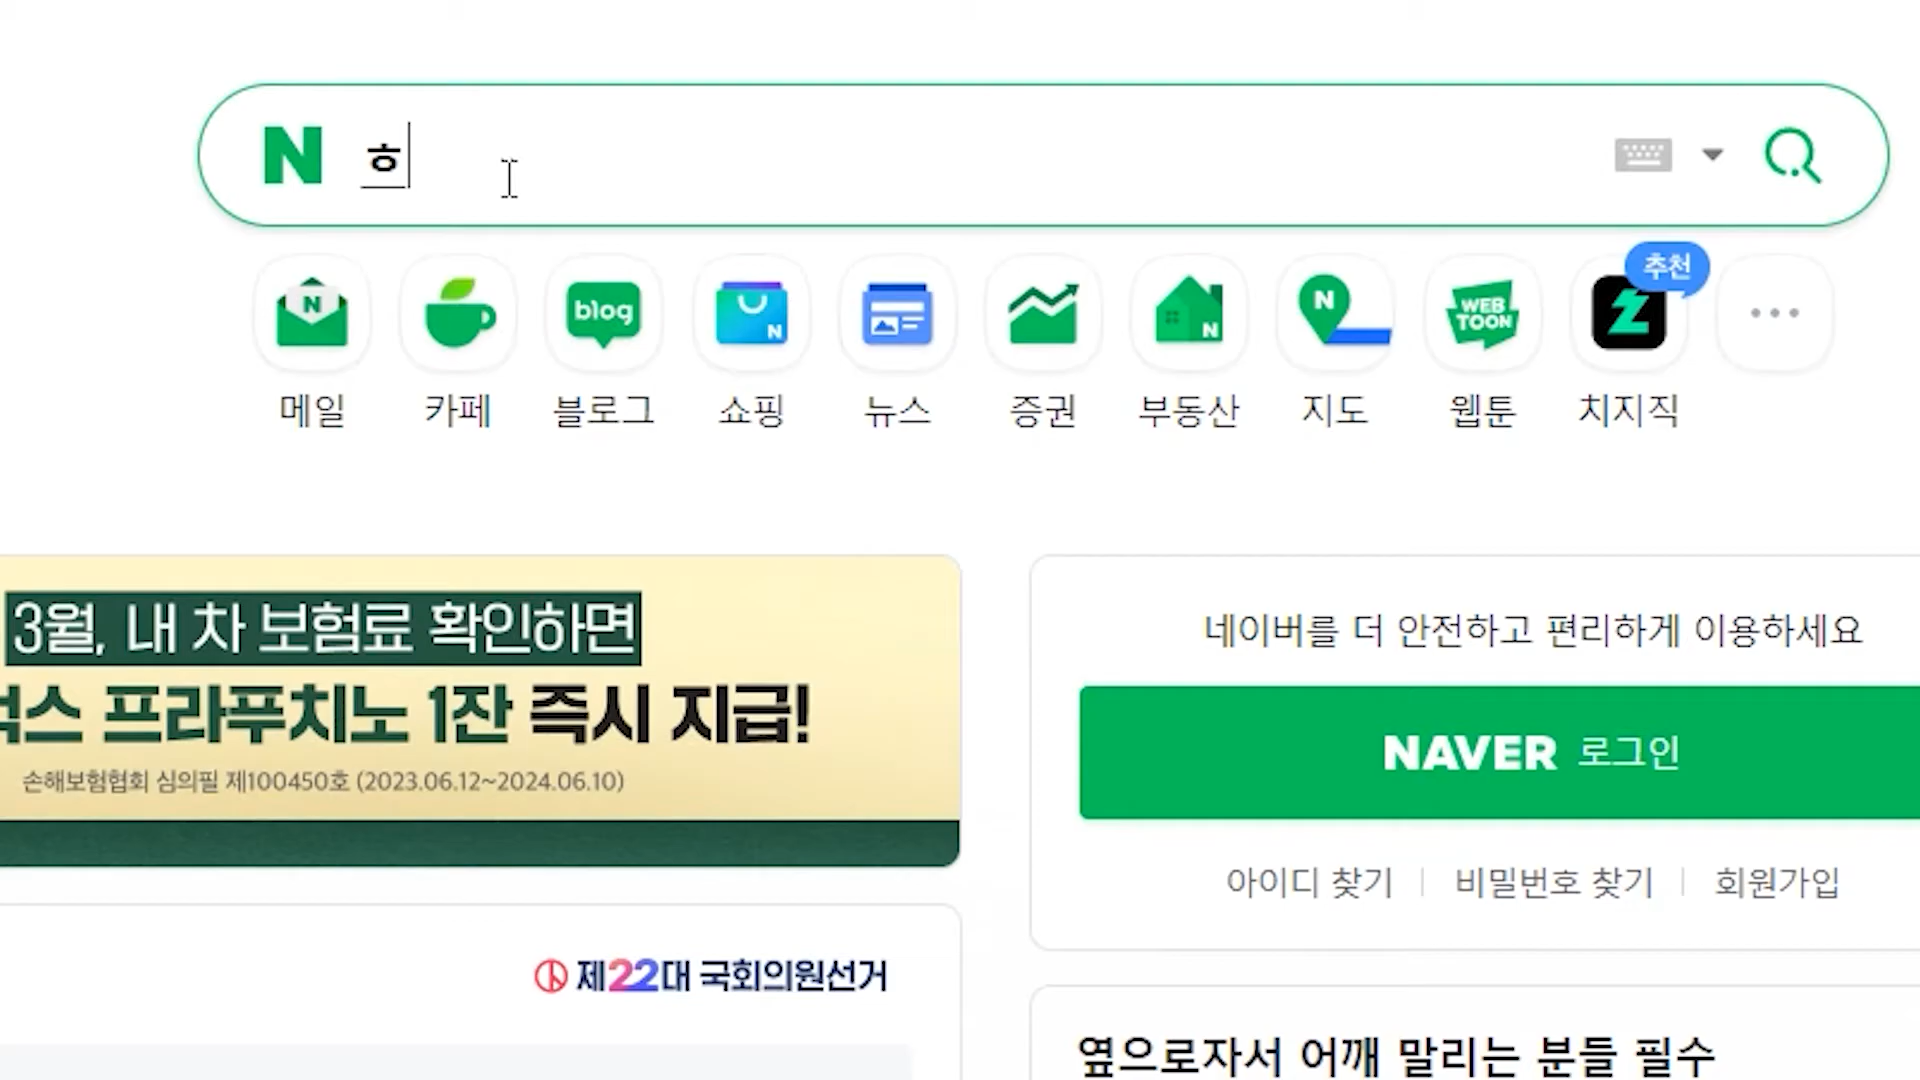 N ㅎ
추천
N blog N N N WEB TOON
메일 카페 블로그 쇼핑 뉴스 증권 부동산 지도 웹툰 치지직
3월, 내 차 보험료 확인하면
프라푸치노 1잔 즉시 지급!
손해보험협회 심의필 제100450호 (2023.06.12~2024.06.10)
제22대 국회의원선거
네이버를 더 안전하고 편리하게 이용하세요
NAVER 로그인
아이디 찾기 비밀번호 찾기 회원가입
옆으로자서 어깨 말리는 분들 필수